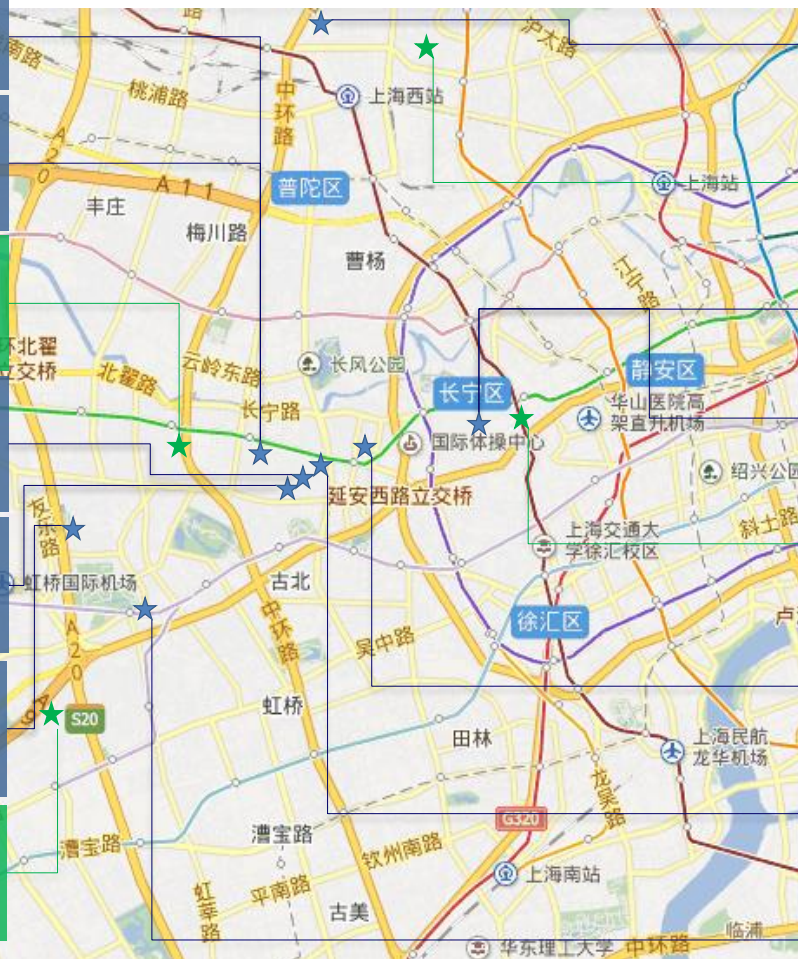 路
沪太路
南路
桃浦路
中环路
上海西站
A20
A11
普陀区
上海站
丰庄
梅川路
曹杨
江宁路
环北翟
立交桥
北翟路
云岭东路
长风公园
静安区
长宁区
长宁路
华山医院高
架直升机场
国际体操中心
绍兴公园
延安西路立交桥
友乐路
斜土路
上海交通大
学徐汇校区
虹桥国际机场
古北
中环路
徐汇区
吴中路
A20
虹桥
A9
S20
田林
上海民航
龙华机场
龙吴路
G320
漕宝路
漕宝路
钦州南路
虹莘路
平南路
上海南站
古美
临浦
华东理工大学
中环路